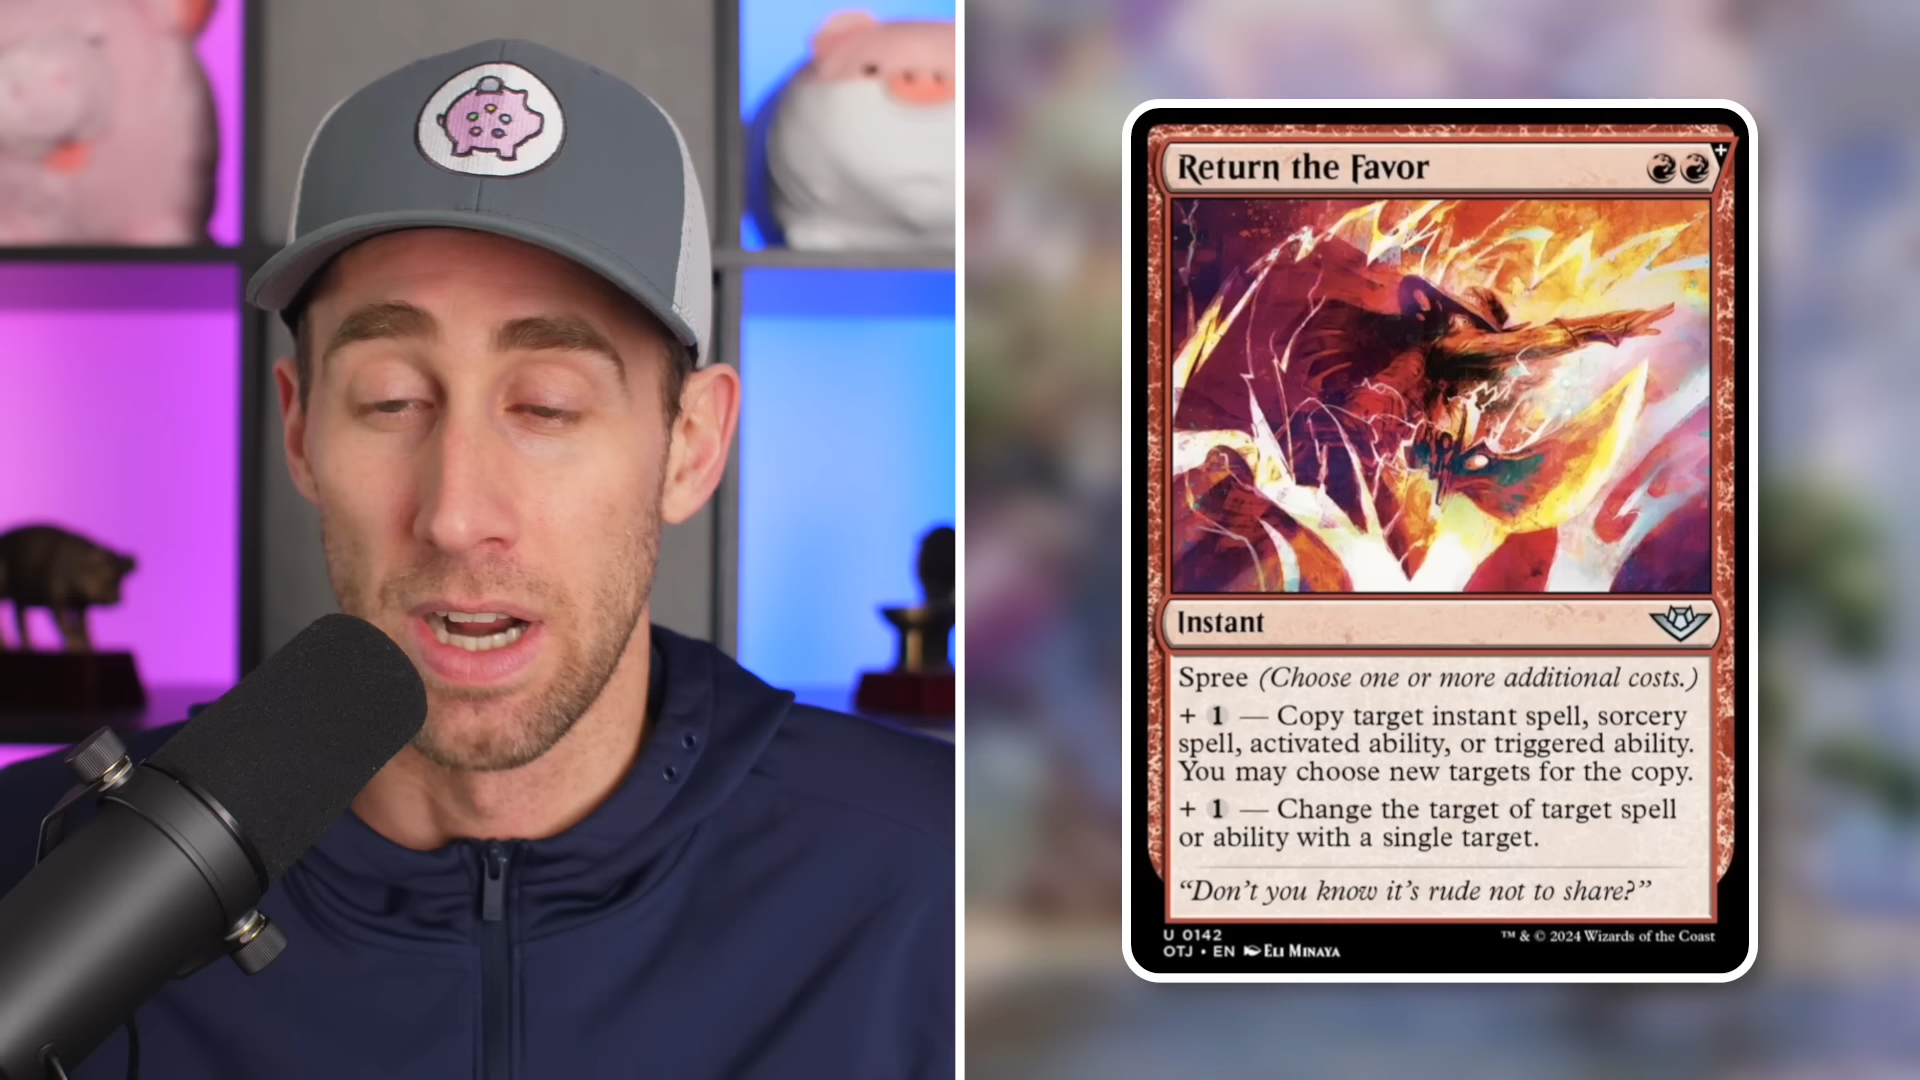 Return the Favor
Instant
Spree (Choose one or more additional costs.)
+ 1 — Copy target instant spell, sorcery
spell, activated ability, or triggered ability.
You may choose new targets for the copy.
+ 1 — Change the target of target spell
or ability with a single target.
“Don’t you know it’s rude not to share?”
U 0142
OTJ • EN Eli Minaya
™ & © 2024 Wizards of the Coast